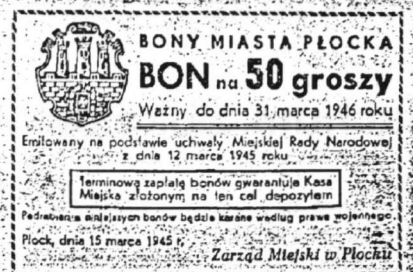 BONY MIASTA PŁOCKA
BON na 50 groszy
Ważny do dnia 31 marca 1946 roku
Emitowany na podstawie uchwały Miejskiej Rady Narodowej
z dnia 12 marca 1945 roku
Terminową zapłatę bonów gwarantuje Kasa
Miejska złożonym na ten cel depozytem
Podrabianie niniejszych bonów będzie karane według prawa wojennego
Płock, dnia 15 marca 1945 r.
Zarząd Miejski w Płocku